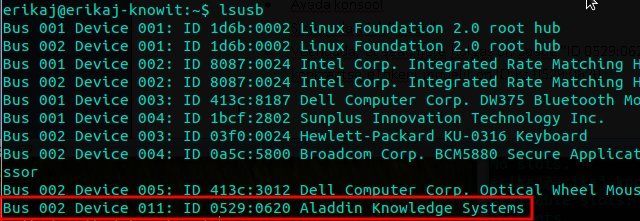 Avada konsool
erikaj@erikaj-knowit:~$ lsusb
Bus 001 Device 001: ID 1d6b:0002 Linux Foundation 2.0 root hub
Bus 002 Device 001: ID 1d6b:0002 Linux Foundation 2.0 root hub
Bus 001 Device 002: ID 8087:0024 Intel Corp. Integrated Rate Matching H
Bus 002 Device 002: ID 8087:0024 Intel Corp. Integrated Rate Matching H
Bus 001 Device 003: ID 413c:8187 Dell Computer Corp. DW375 Bluetooth Mo
Bus 001 Device 004: ID 1bcf:2802 Sunplus Innovation Technology Inc.
Bus 002 Device 003: ID 03f0:0024 Hewlett-Packard KU-0316 Keyboard
Bus 002 Device 004: ID 0a5c:5800 Broadcom Corp. BCM5880 Secure Applicat
ssor
Bus 002 Device 005: ID 413c:3012 Dell Computer Corp. Optical Wheel Mous
Bus 002 Device 011: ID 0529:0620 Aladdin Knowledge Systems